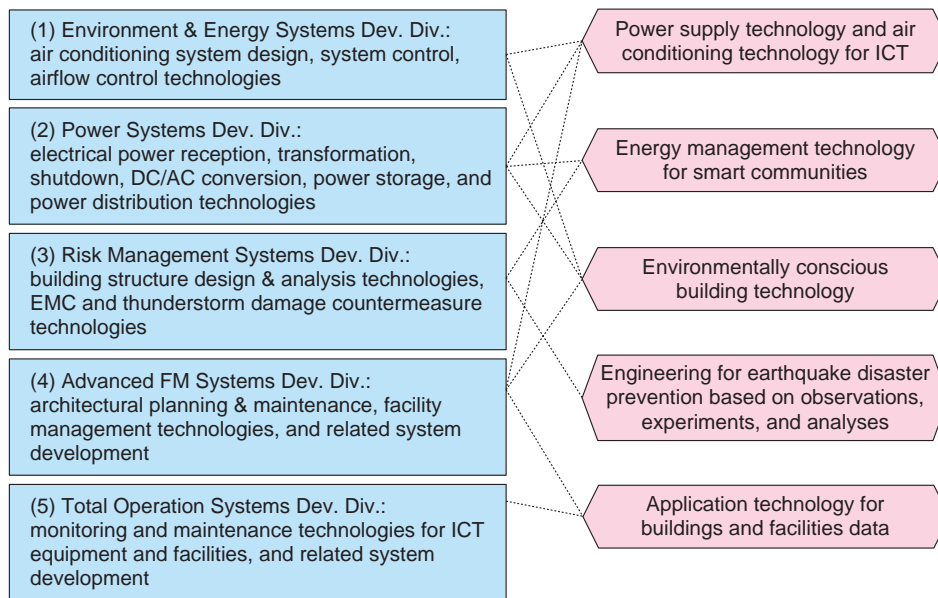 (1) Environment & Energy Systems Dev. Div.:
air conditioning system design, system control,
airflow control technologies
(2) Power Systems Dev. Div.:
electrical power reception, transformation,
shutdown, DC/AC conversion, power storage, and
power distribution technologies
(3) Risk Management Systems Dev. Div.:
building structure design & analysis technologies,
EMC and thunderstorm damage countermeasure
technologies
(4) Advanced FM Systems Dev. Div.:
architectural planning & maintenance, facility
management technologies, and related system
development
(5) Total Operation Systems Dev. Div.:
monitoring and maintenance technologies for ICT
equipment and facilities, and related system
development
Power supply technology and air
conditioning technology for ICT
Energy management technology
for smart communities
Environmentally conscious
building technology
Engineering for earthquake disaster
prevention based on observations,
experiments, and analyses
Application technology for
buildings and facilities data